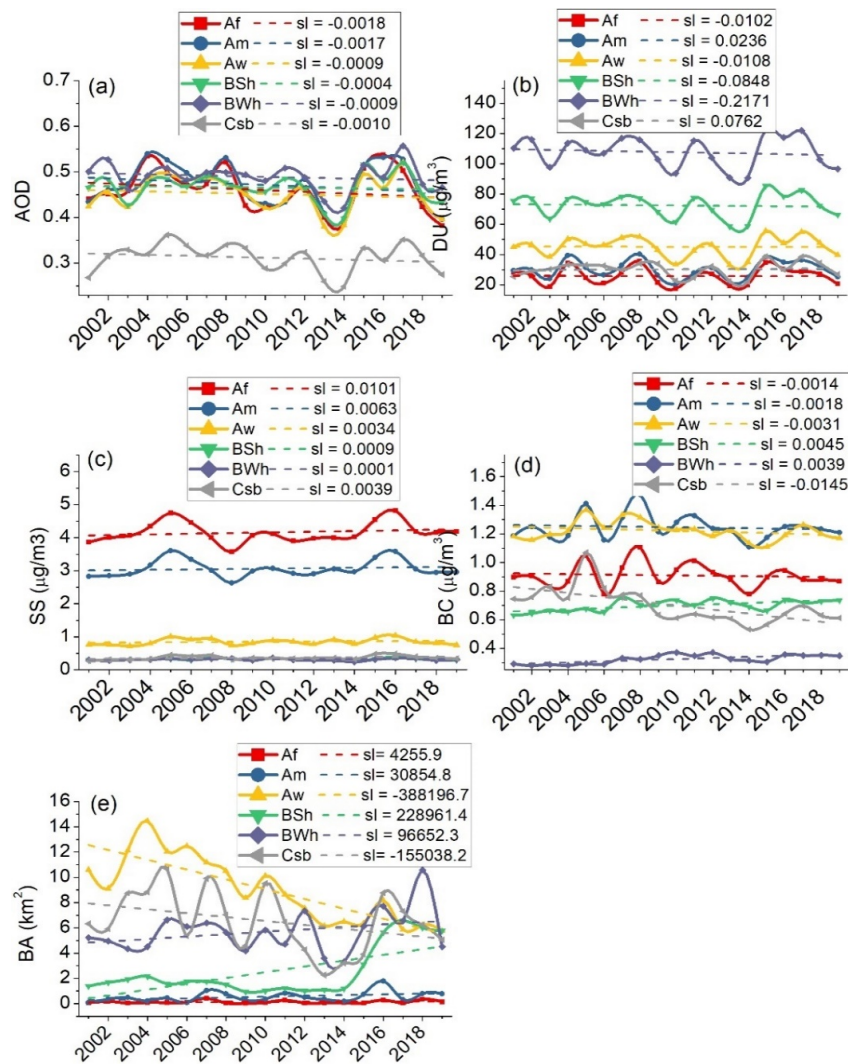 Af sl = -0.0018
Am sl = -0.0017
Aw sl = -0.0009
BSh sl = -0.0004
BWh sl = -0.0009
Csb sl = -0.0010
(a)
0.7
0.6
0.5
0.4
0.3
AOD
2002 2004 2006 2008 2010 2012 2014 2016 2018
Af sl = -0.0102
Am sl = 0.0236
Aw sl = -0.0108
BSh sl = -0.0848
BWh sl = -0.2171
Csb sl = 0.0762
(b)
140
120
100
80
60
40
20
DU (μg/m³)
2002 2004 2006 2008 2010 2012 2014 2016 2018
Af sl = 0.0101
Am sl = 0.0063
Aw sl = 0.0034
BSh sl = 0.0009
BWh sl = 0.0001
Csb sl = 0.0039
(c)
6
5
4
3
2
1
0
SS (μg/m3)
2002 2004 2006 2008 2010 2012 2014 2016 2018
Af sl = -0.0014
Am sl = -0.0018
Aw sl = -0.0031
BSh sl = 0.0045
BWh sl = 0.0039
Csb sl = -0.0145
(d)
1.6
1.4
1.2
1.0
0.8
0.6
0.4
BC (μg/m³)
2002 2004 2006 2008 2010 2012 2014 2016 2018
Af sl= 4255.9
Am sl = 30854.8
Aw sl = -388196.7
BSh sl = 228961.4
BWh sl = 96652.3
Csb sl= -155038.2
(e)
16
14
12
10
8
6
4
2
0
BA (km²)
2002 2004 2006 2008 2010 2012 2014 2016 2018